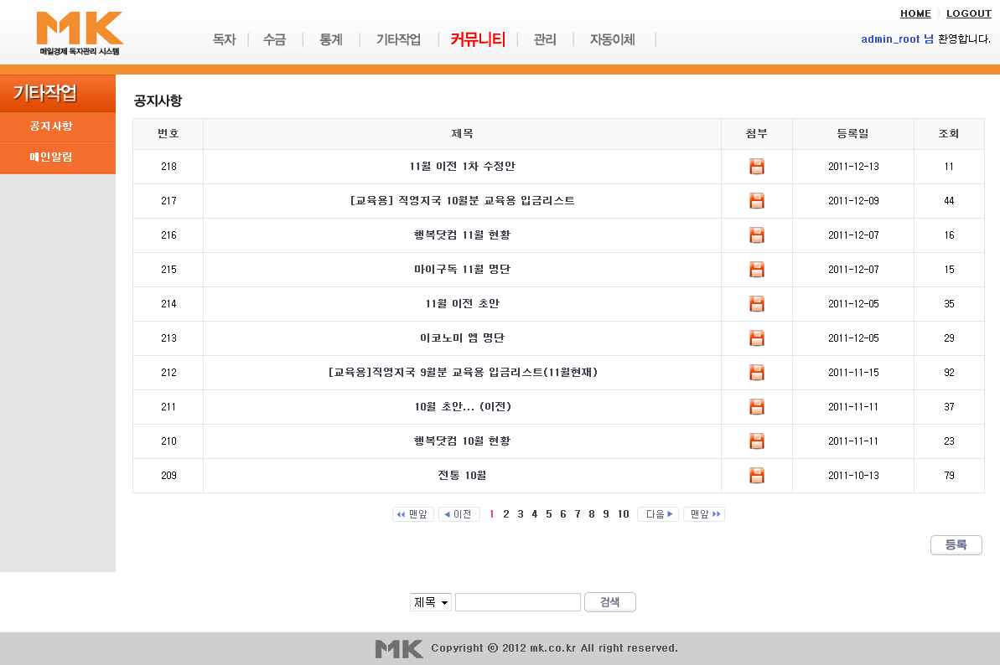 HOME LOGOUT
MK
매일경제 독자관리 시스템
독자 수금 통계 기타작업 커뮤니티 관리 자동이체
admin_root 님 환영합니다.
기타작업
공지사항
메인알림
공지사항
번호 제목 첨부 등록일 조회
218 11월 이전 1차 수정안 2011-12-13 11
217 [교육용] 직영지국 10월분 교육용 입금리스트 2011-12-09 44
216 행복닷컴 11월 현황 2011-12-07 16
215 마이구독 11월 명단 2011-12-07 15
214 11월 이전 초안 2011-12-05 35
213 이코노미 엠 명단 2011-12-05 29
212 [교육용]직영지국 9월분 교육용 입금리스트(11월현재) 2011-11-15 92
211 10월 초안... (이전) 2011-11-11 37
210 행복닷컴 10월 현황 2011-11-11 23
209 전통 10월 2011-10-13 79
맨앞 이전 1 2 3 4 5 6 7 8 9 10 다음 맨앞
등록
제목 검색
MK Copyright ⓒ 2012 mk.co.kr All right reserved.